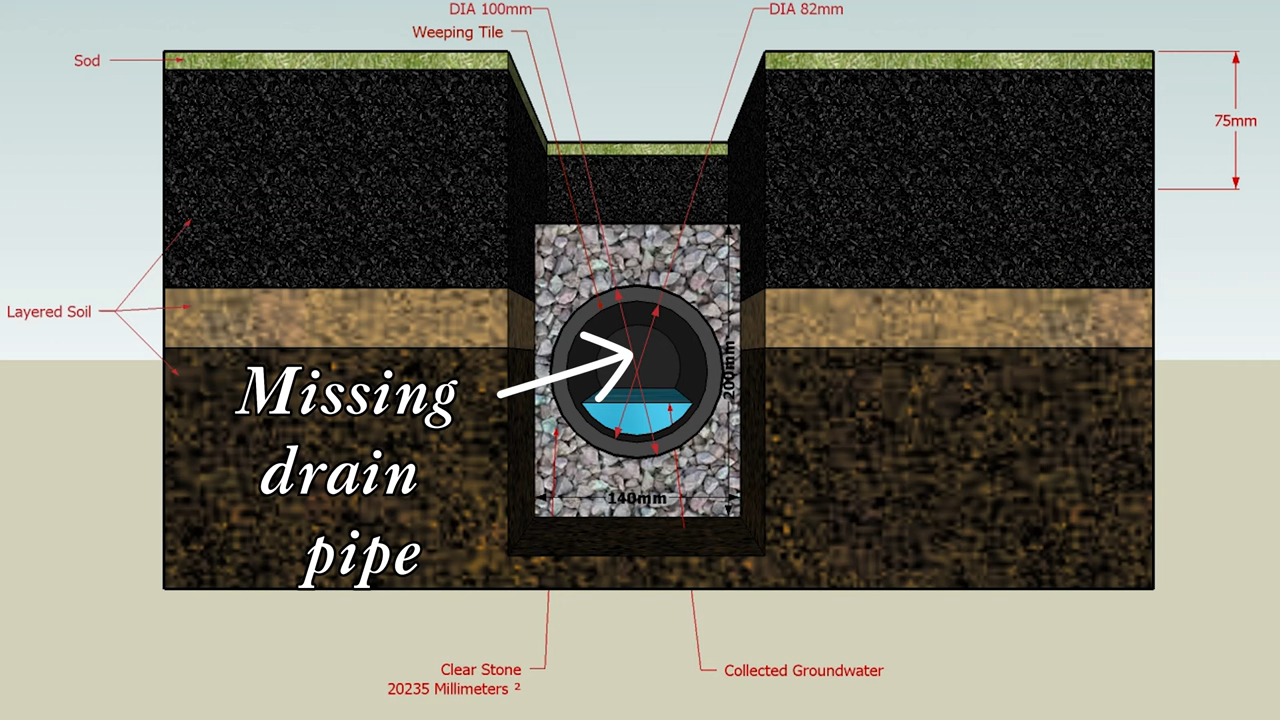 DIA 100mm
DIA 82mm
Weeping Tile
Sod
75mm
Layered Soil
200mm
Missing
drain
pipe
140mm
Clear Stone
20235 Millimeters ²
Collected Groundwater